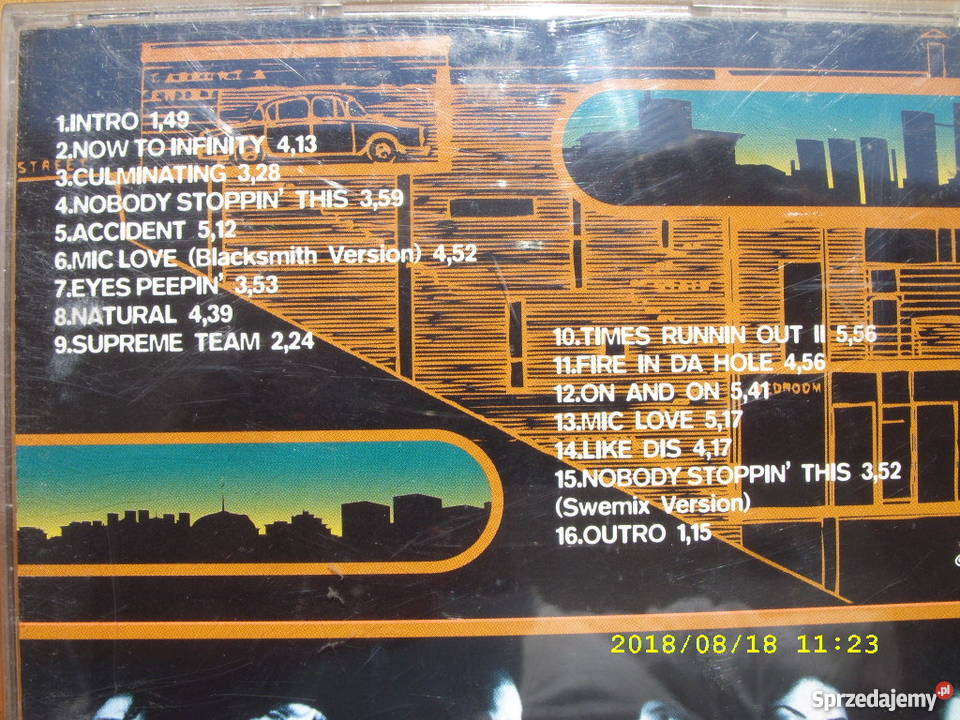 CARPORT &
ENTRY
STREET
1.INTRO 1,49
2.NOW TO INFINITY 4,13
3.CULMINATING 3,28
4.NOBODY STOPPIN' THIS 3,59
5.ACCIDENT 5,12
6.MIC LOVE (Blacksmith Version) 4,52
7.EYES PEEPIN' 3,53
8.NATURAL 4,39
9.SUPREME TEAM 2,24
10.TIMES RUNNIN OUT II 5,56
11.FIRE IN DA HOLE 4,56
12.ON AND ON 5,41
BEDROOM
13.MIC LOVE 5,17
14.LIKE DIS 4,17
15.NOBODY STOPPIN' THIS 3,52
(Swemix Version)
16.OUTRO 1,15
2018/08/18 11:23
Sprzedajemy.pl